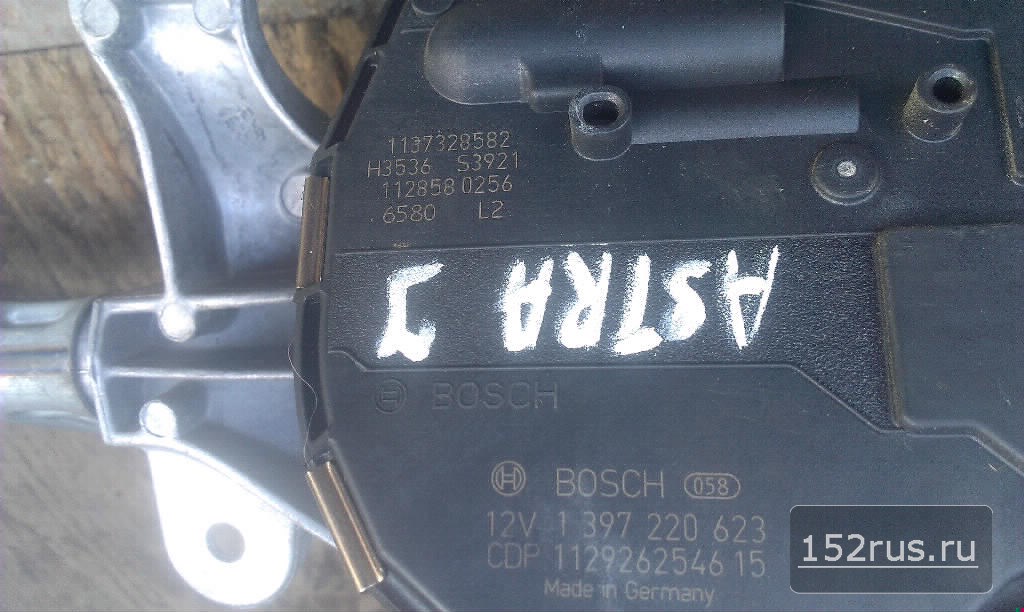 1137328582
H3536 S3921
112858 0256
6580 L2
ASTRA J
BOSCH
BOSCH 058
12V 1 397 220 623
CDP 1129262546 15
Made in Germany
152rus.ru